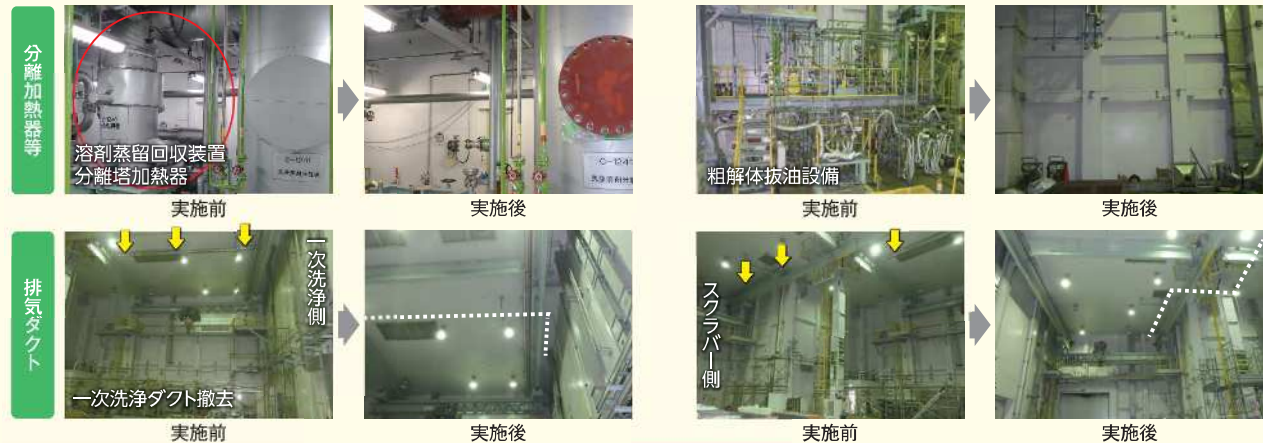 分離加熱器等
溶剤蒸留回収装置
分離塔加熱器
実施前
C-1241
実施後
粗解体抜油設備
実施前
実施後
排気ダクト
一次洗浄側
一次洗浄ダクト撤去
実施前
実施後
スクラバー側
実施前
実施後